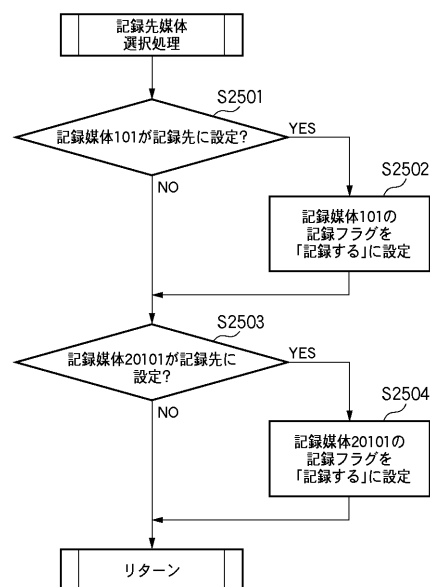 記録先媒体
選択処理
S2501
記録媒体101が記録先に設定?
YES
NO
S2502
記録媒体101の
記録フラグを
「記録する」に設定
S2503
記録媒体20101が記録先に
設定?
YES
NO
S2504
記録媒体20101の
記録フラグを
「記録する」に設定
リターン